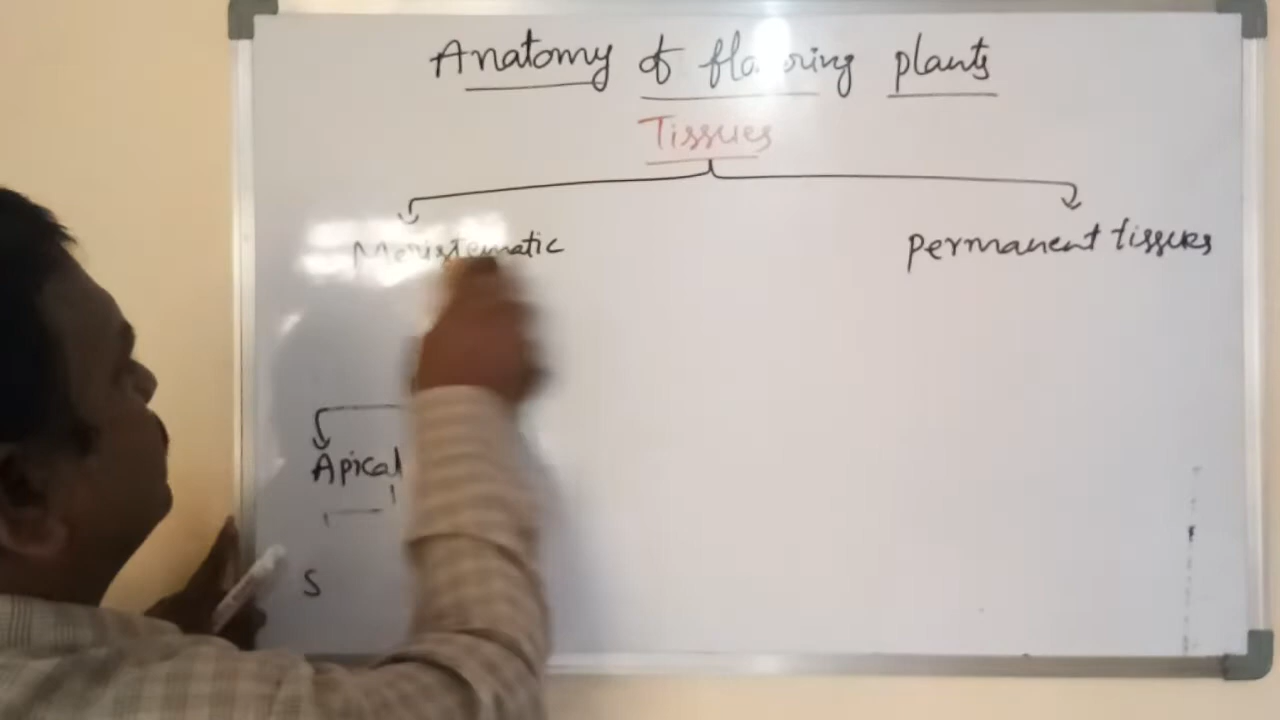 Anatomy of flowering plants
Tissues
Meristematic
permanent tissues
Apical
S